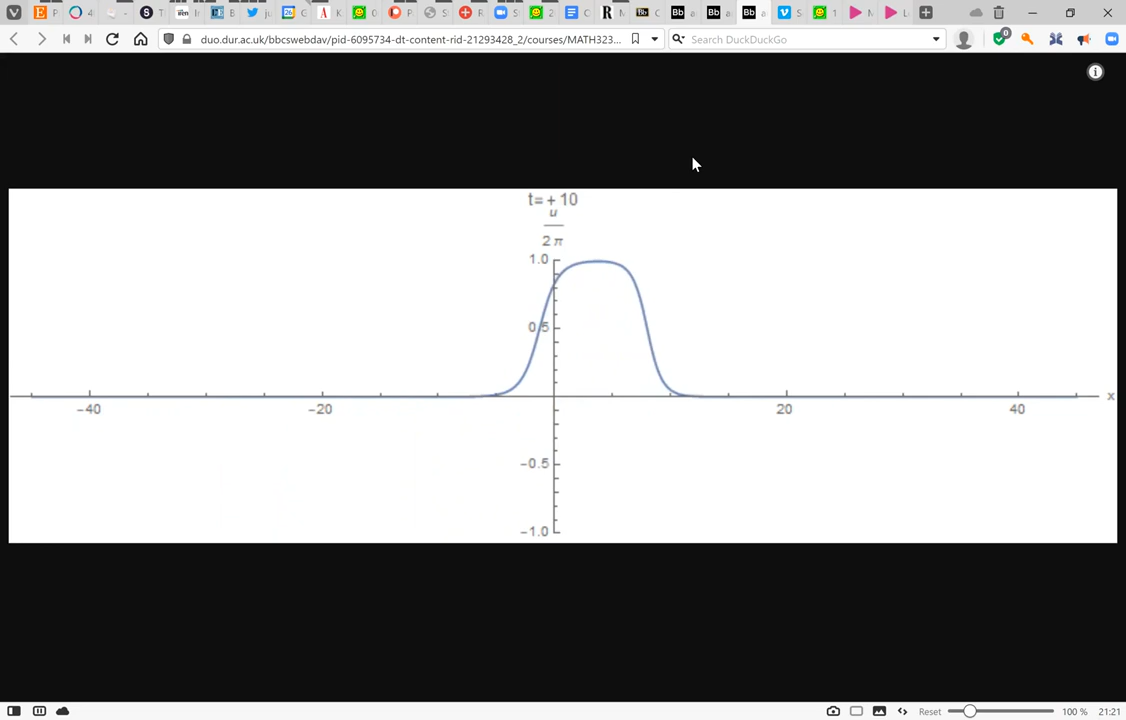 duo.dur.ac.uk/bbcswebdav/pid-6095734-dt-content-rid-21293428_2/courses/MATH323...
Search DuckDuckGo
0
t= + 10
u
2 π
1.0
0.5
-40
-20
20
40
x
-0.5
-1.0
Reset
100 %
21:21